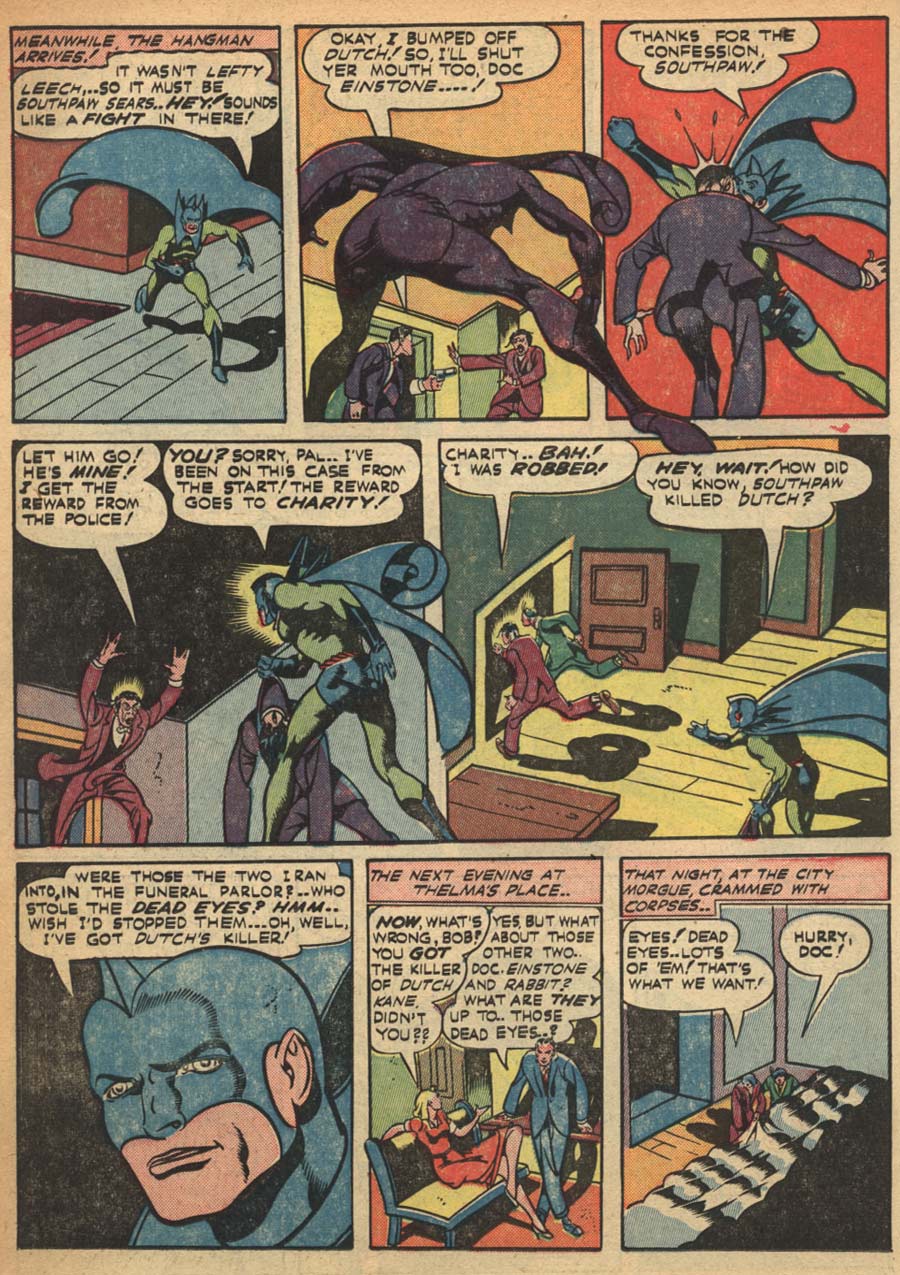 MEANWHILE, THE HANGMAN
ARRIVES!
IT WASN'T LEFTY
LEECH,..SO IT MUST BE
SOUTHPAW SEARS..HEY! SOUNDS
LIKE A FIGHT IN THERE!
OKAY, I BUMPED OFF
DUTCH! SO, I'LL SHUT
YER MOUTH TOO, DOC
EINSTONE....!
THANKS FOR THE
CONFESSION,
SOUTHPAW!
LET HIM GO!
HE'S MINE!
I GET THE
REWARD FROM
THE POLICE!
YOU? SORRY, PAL.. I'VE
BEEN ON THIS CASE FROM
THE START! THE REWARD
GOES TO CHARITY!
CHARITY.. BAH!
I WAS ROBBED!
HEY, WAIT! HOW DID
YOU KNOW, SOUTHPAW
KILLED DUTCH?
WERE THOSE THE TWO I RAN
INTO, IN THE FUNERAL PARLOR?..WHO
STOLE THE DEAD EYES? HMM..
WISH I'D STOPPED THEM...OH, WELL,
I'VE GOT DUTCH'S KILLER!
THE NEXT EVENING AT
THELMA'S PLACE..
NOW, WHAT'S
WRONG, BOB?
YOU GOT
THE KILLER
OF DUTCH
KANE,
DIDN'T
YOU??
YES, BUT WHAT
ABOUT THOSE
OTHER TWO..
DOC. EINSTONE
AND RABBIT?
WHAT ARE THEY
UP TO.. THOSE
DEAD EYES..?
THAT NIGHT, AT THE CITY
MORGUE, CRAMMED WITH
CORPSES..
EYES! DEAD
EYES..LOTS
OF 'EM! THAT'S
WHAT WE WANT!
HURRY,
DOC!